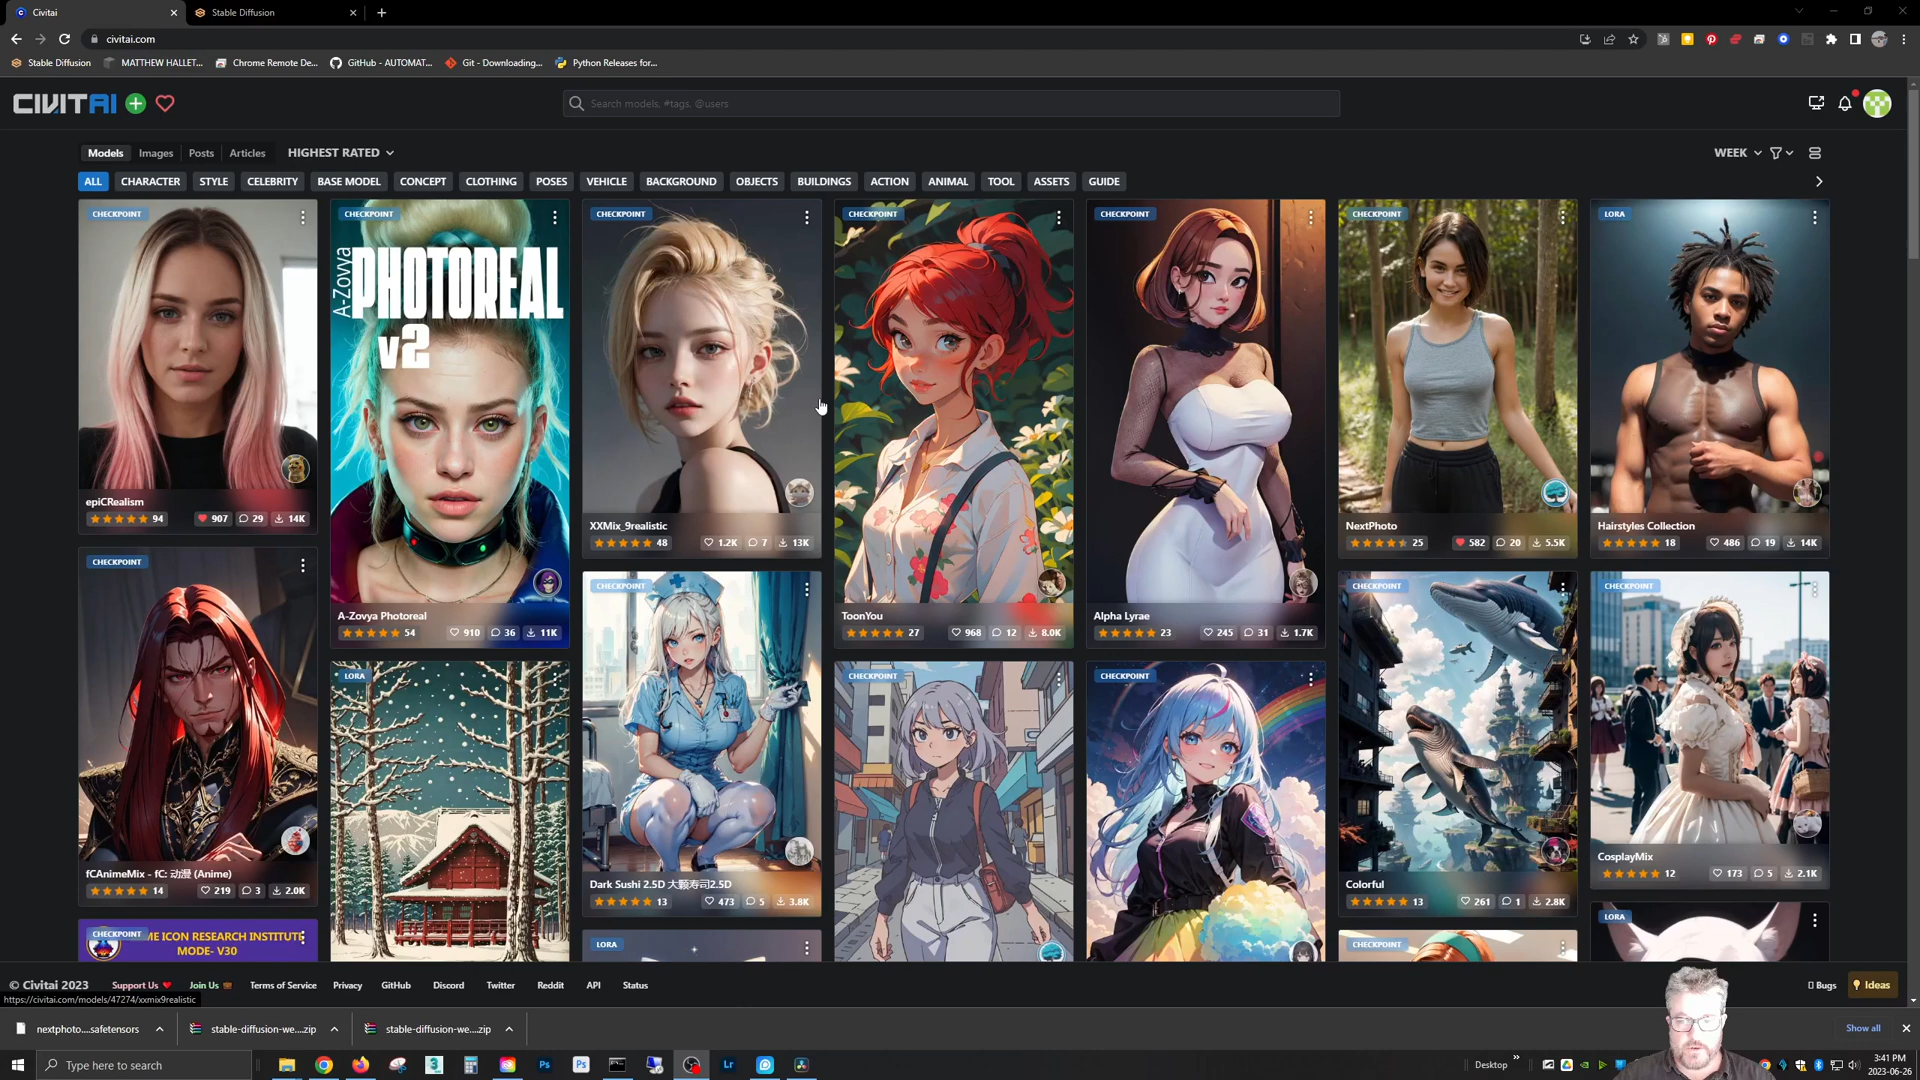 Civitai
Stable Diffusion
civitai.com
Stable Diffusion
MATTHEW HALLET...
Chrome Remote De...
GitHub - AUTOMAT...
Git - Downloading...
Python Releases for...
CIVITAI
Search models, #tags, @users
Models
Images
Posts
Articles
HIGHEST RATED
WEEK
ALL
CHARACTER
STYLE
CELEBRITY
BASE MODEL
CONCEPT
CLOTHING
POSES
VEHICLE
BACKGROUND
OBJECTS
BUILDINGS
ACTION
ANIMAL
TOOL
ASSETS
GUIDE
CHECKPOINT
epiCRealism
94 907 29 14K
CHECKPOINT
A-Zovya
PHOTOREAL
v2
A-Zovya Photoreal
54 910 36 11K
CHECKPOINT
XXMix_9realistic
48 1.2K 7 13K
CHECKPOINT
ToonYou
27 968 12 8.0K
CHECKPOINT
Alpha Lyrae
23 245 31 1.7K
CHECKPOINT
NextPhoto
25 582 20 5.5K
LORA
Hairstyles Collection
18 486 19 14K
CHECKPOINT
fCAnimeMix - fC: 动漫 (Anime)
14 219 3 2.0K
LORA
CHECKPOINT
Dark Sushi 2.5D 大颗寿司2.5D
13 473 5 3.8K
CHECKPOINT
CHECKPOINT
CHECKPOINT
Colorful
13 261 1 2.8K
CHECKPOINT
CosplayMix
12 173 5 2.1K
CHECKPOINT
ME ICON RESEARCH INSTITUTE
MODE- V30
LORA
CHECKPOINT
LORA
© Civitai 2023
Support Us
Join Us
Terms of Service
Privacy
GitHub
Discord
Twitter
Reddit
API
Status
Bugs
Ideas
https://civitai.com/models/47274/xxmix9realistic
nextphoto....safetensors
stable-diffusion-we....zip
stable-diffusion-we....zip
Show all
Type here to search
Ps
Ps
Lr
Desktop
3:41 PM
2023-06-26